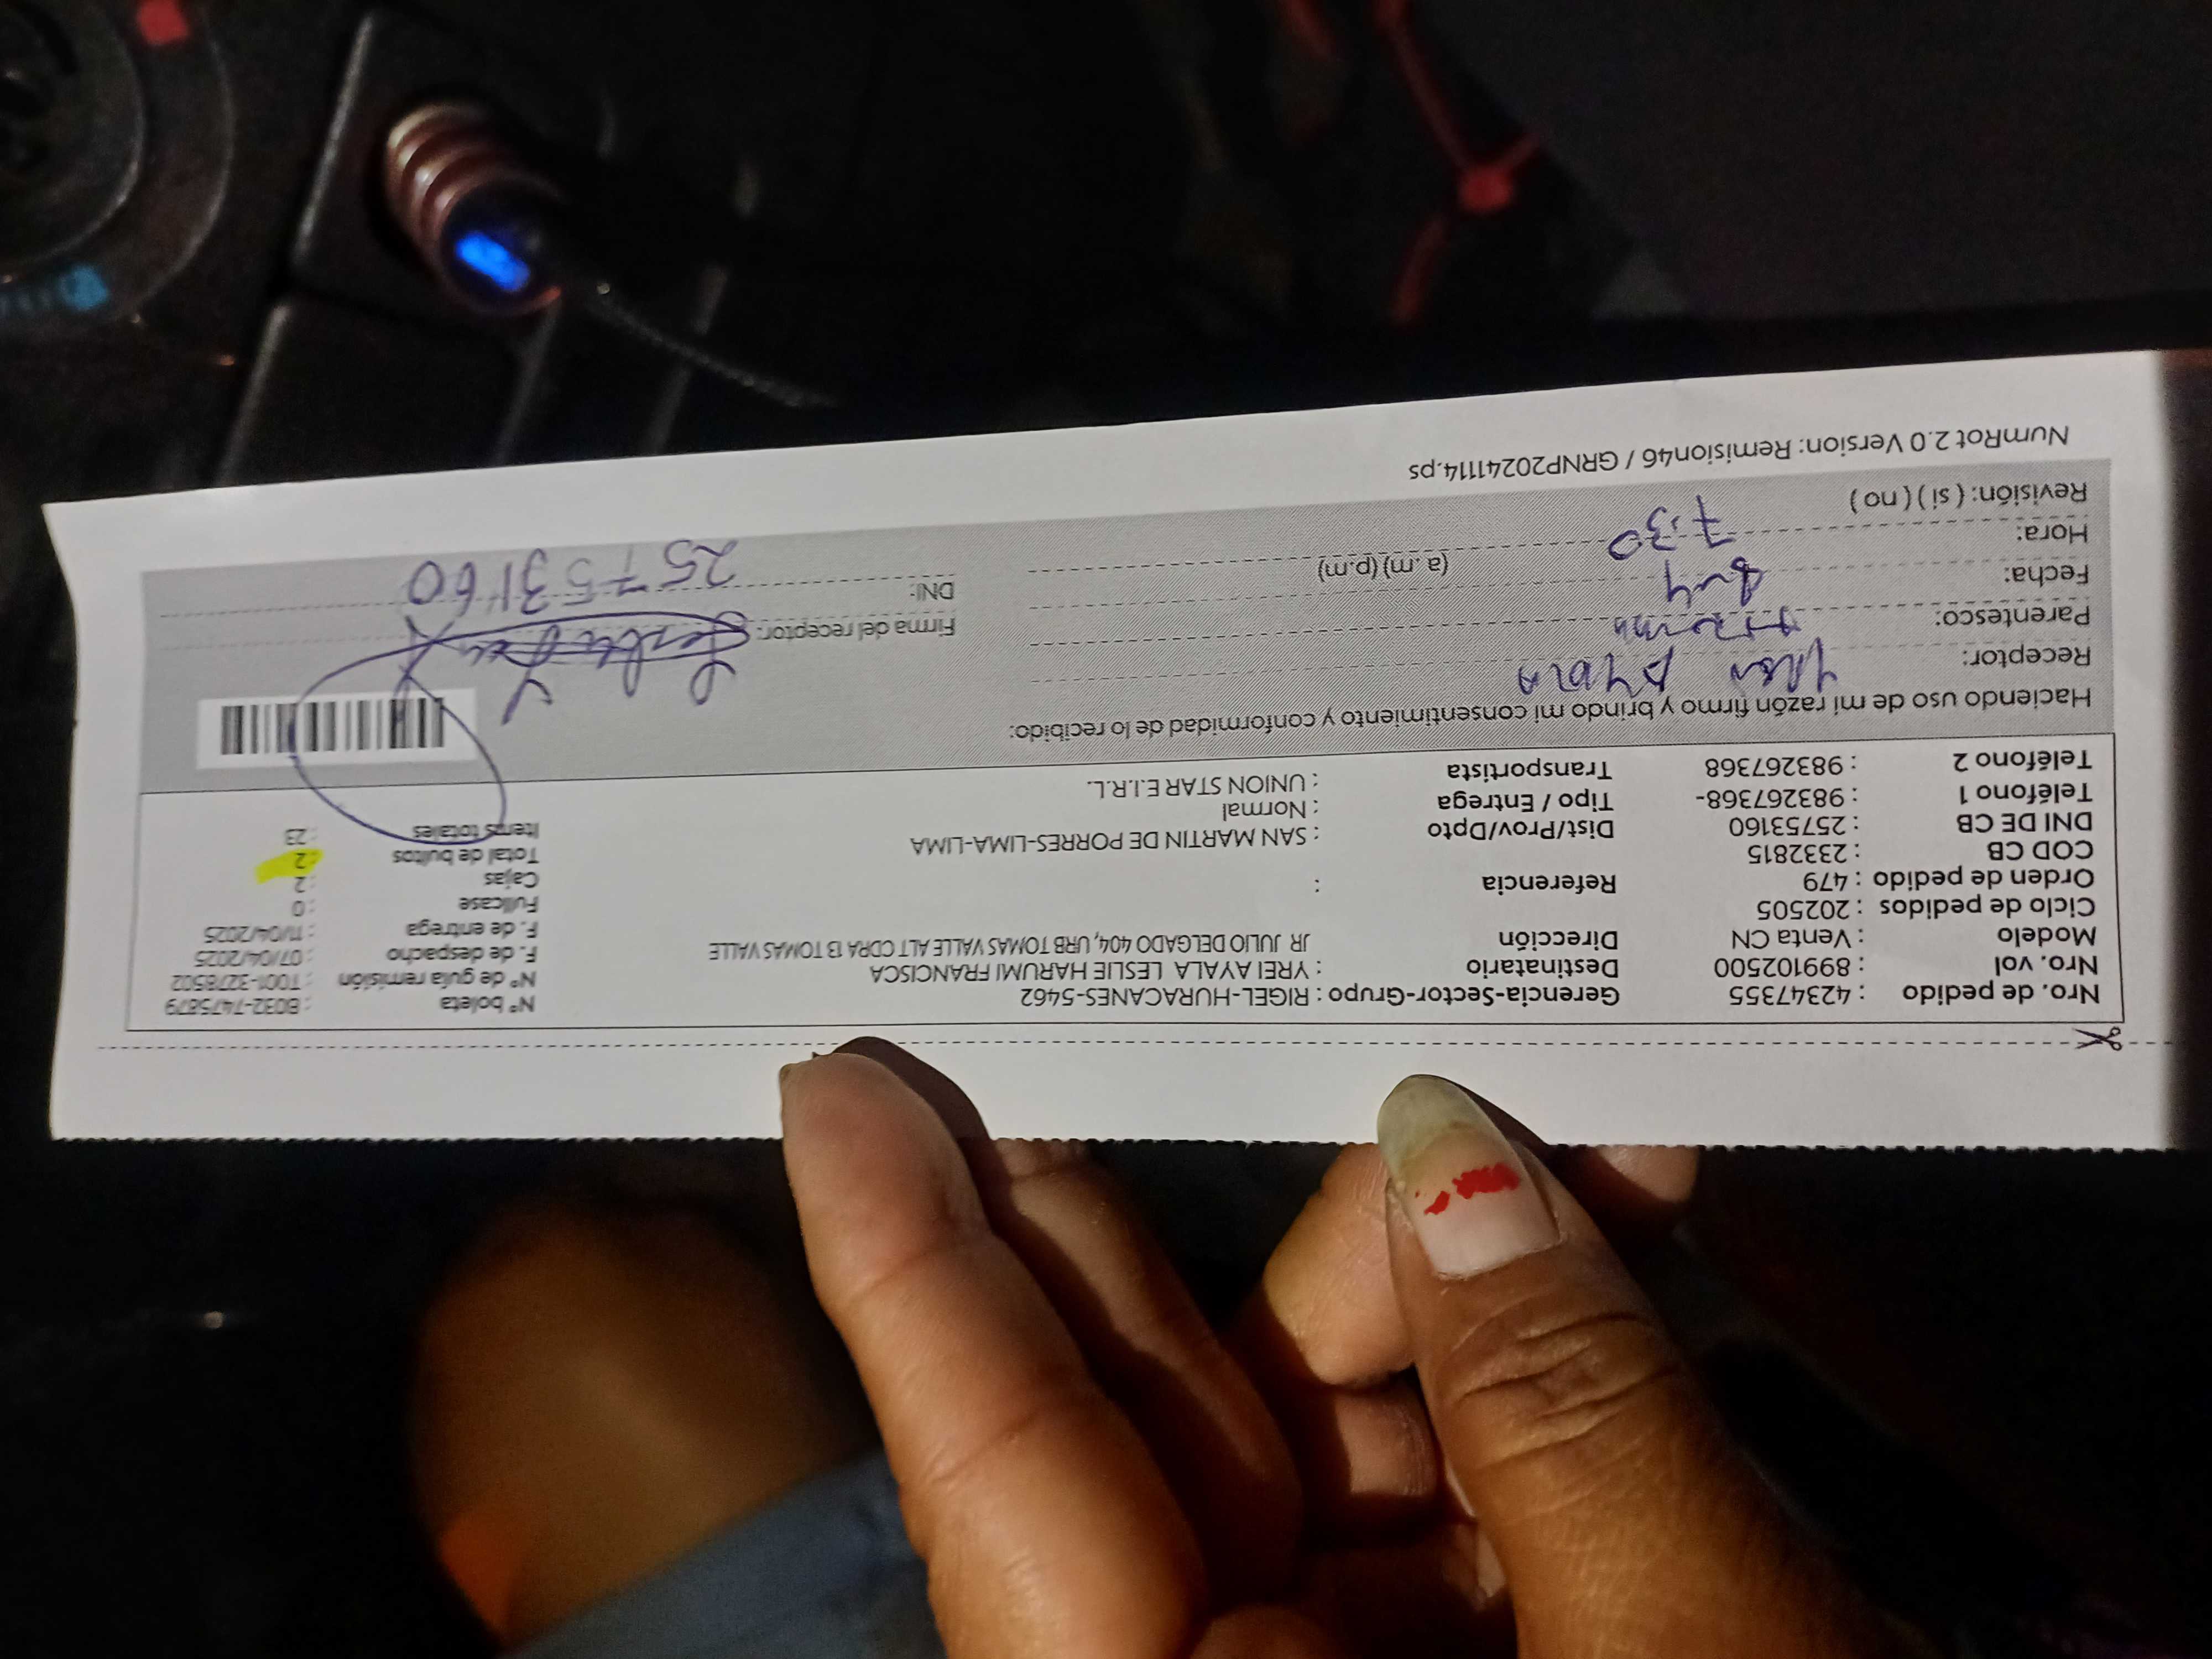 Nro. de pedido : 42347355 Gerencia-Sector-Grupo : RIGEL-HURACANES-5462 N° boleta : B032-7475879
Nro. vol : 899102500 Destinatario : YREI AYALA LESLIE HARUMI FRANCISCA N° de guía remisión : T001-3278502
Modelo : Venta CN Dirección JR JULIO DELGADO 404, URB TOMAS VALLE ALT CDRA 13 TOMAS VALLE F. de despacho : 07/04/2025
Ciclo de pedidos : 202505 F. de entrega : 11/04/2025
Orden de pedido : 479 Referencia : Fullcase : 0
COD CB : 2332815 Cajas : 2
DNI DE CB : 25753160 Dist/Prov/Dpto : SAN MARTIN DE PORRES-LIMA-LIMA Total de bultos : 2
Teléfono 1 : 983267368- Tipo / Entrega : Normal Items totales : 23
Teléfono 2 : 983267368 Transportista : UNION STAR E.I.R.L.
Haciendo uso de mi razón firmo y brindo mi consentimiento y conformidad de lo recibido:
Receptor:
Parentesco: Firma del receptor:
Fecha: DNI: 25753160
Hora: 7:30 (a.m) (p.m)
Revisión: ( si ) ( no )
NumRot 2.0 Version: Remision46 / GRNP20241114.ps